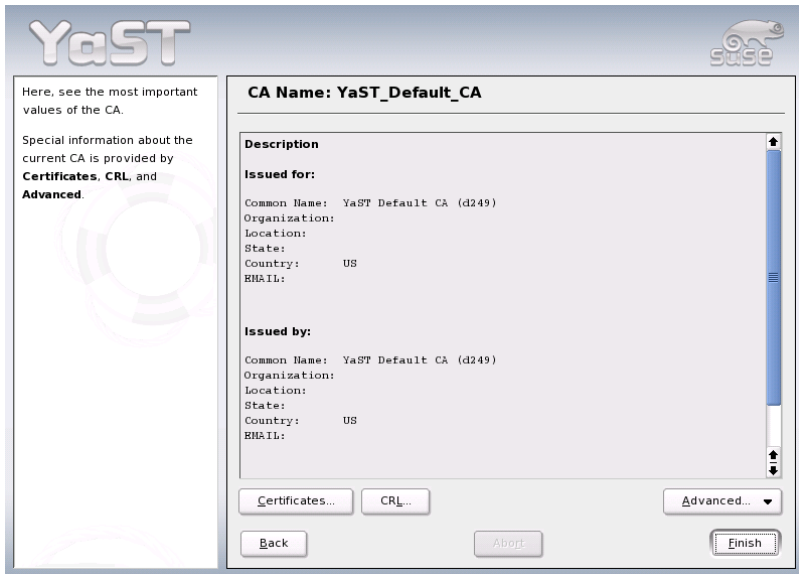 YaST
suse
Here, see the most important
values of the CA.
Special information about the
current CA is provided by
Certificates, CRL, and
Advanced.
CA Name: YaST_Default_CA
Description
Issued for:
Common Name: YaST Default CA (d249)
Organization:
Location:
State:
Country: US
EMAIL:
Issued by:
Common Name: YaST Default CA (d249)
Organization:
Location:
State:
Country: US
EMAIL:
Certificates... CRL... Advanced...
Back Abort Finish